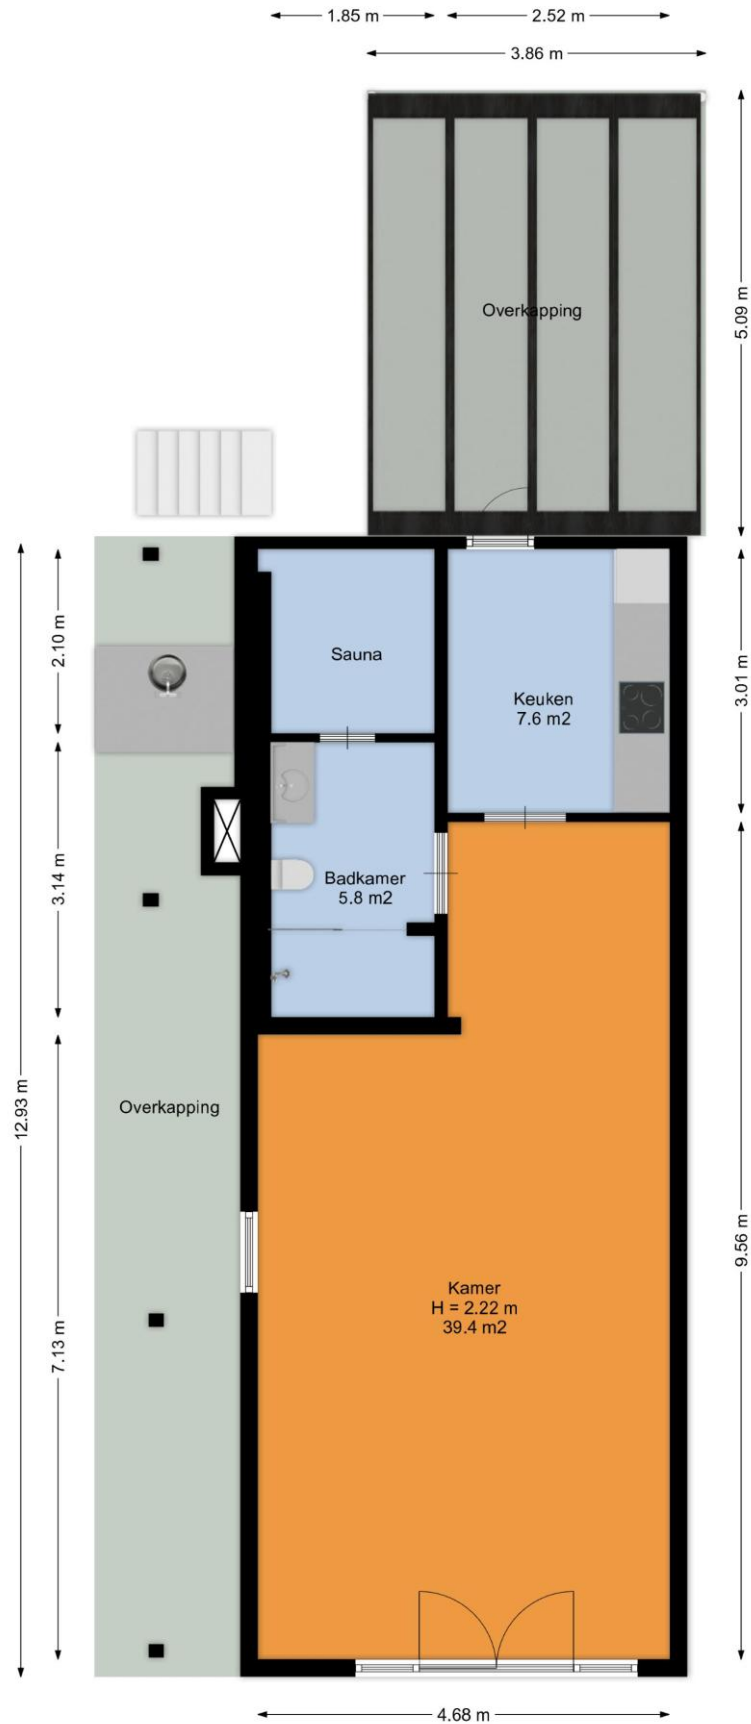 1.85 m
2.52 m
3.86 m
5.09 m
Overkapping
2.10 m
3.01 m
Sauna
Keuken
7.6 m2
3.14 m
Badkamer
5.8 m2
12.93 m
Overkapping
9.56 m
7.13 m
Kamer
H = 2.22 m
39.4 m2
4.68 m